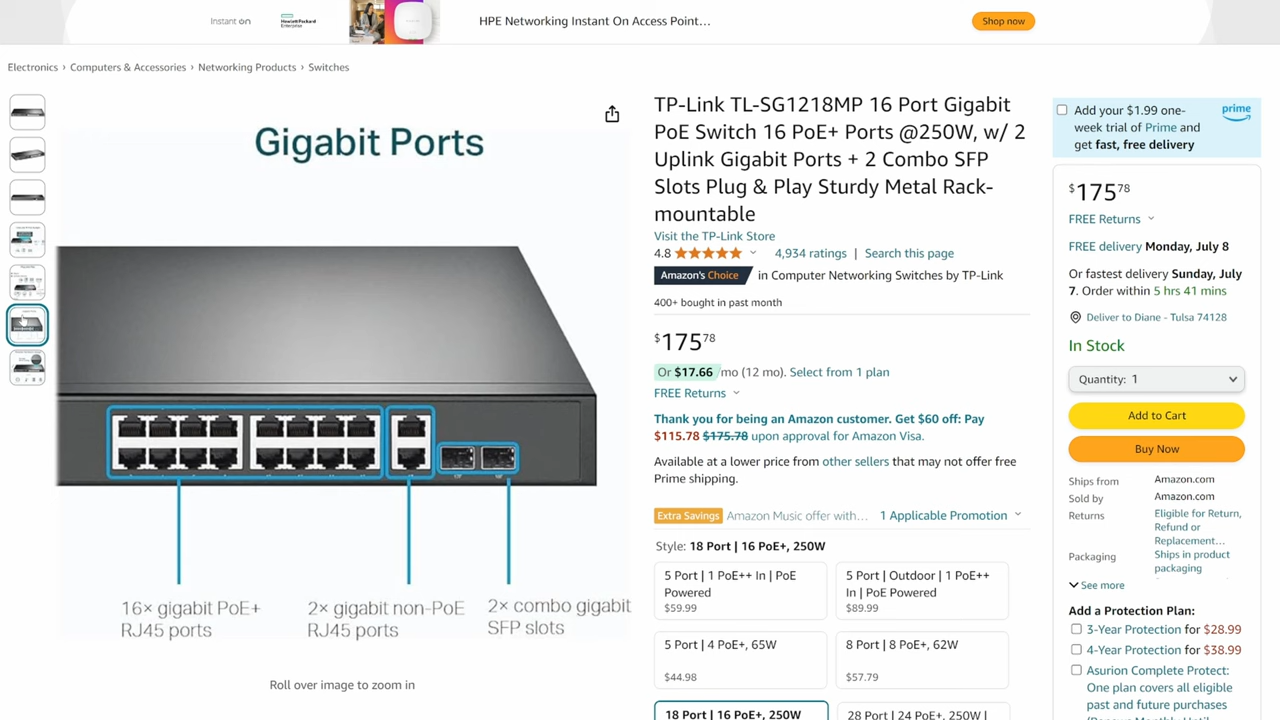 Instant on
Hewlett Packard
Enterprise
HPE Networking Instant On Access Point…
Shop now
Electronics › Computers & Accessories › Networking Products › Switches
Gigabit Ports
16× gigabit PoE+
RJ45 ports
2× gigabit non-PoE
RJ45 ports
2× combo gigabit
SFP slots
Roll over image to zoom in
TP-Link TL-SG1218MP 16 Port Gigabit
PoE Switch 16 PoE+ Ports @250W, w/ 2
Uplink Gigabit Ports + 2 Combo SFP
Slots Plug & Play Sturdy Metal Rack-
mountable
Visit the TP-Link Store
4.8 4,934 ratings | Search this page
Amazon's Choice in Computer Networking Switches by TP-Link
400+ bought in past month
$175 78
Or $17.66 /mo (12 mo). Select from 1 plan
FREE Returns
Thank you for being an Amazon customer. Get $60 off: Pay
$115.78 $175.78 upon approval for Amazon Visa.
Available at a lower price from other sellers that may not offer free
Prime shipping.
Extra Savings Amazon Music offer with… 1 Applicable Promotion
Style: 18 Port | 16 PoE+, 250W
5 Port | 1 PoE++ In | PoE
Powered
$59.99
5 Port | Outdoor | 1 PoE++
In | PoE Powered
$89.99
5 Port | 4 PoE+, 65W
$44.98
8 Port | 8 PoE+, 62W
$57.79
18 Port | 16 PoE+, 250W
28 Port | 24 PoE+, 250W |
Add your $1.99 one-
week trial of Prime and
get fast, free delivery
prime
$175 78
FREE Returns
FREE delivery Monday, July 8
Or fastest delivery Sunday, July
7. Order within 5 hrs 41 mins
Deliver to Diane - Tulsa 74128
In Stock
Quantity: 1
Add to Cart
Buy Now
Ships from Amazon.com
Sold by Amazon.com
Returns Eligible for Return,
Refund or
Replacement…
Packaging Ships in product
packaging
See more
Add a Protection Plan:
3-Year Protection for $28.99
4-Year Protection for $38.99
Asurion Complete Protect:
One plan covers all eligible
past and future purchases